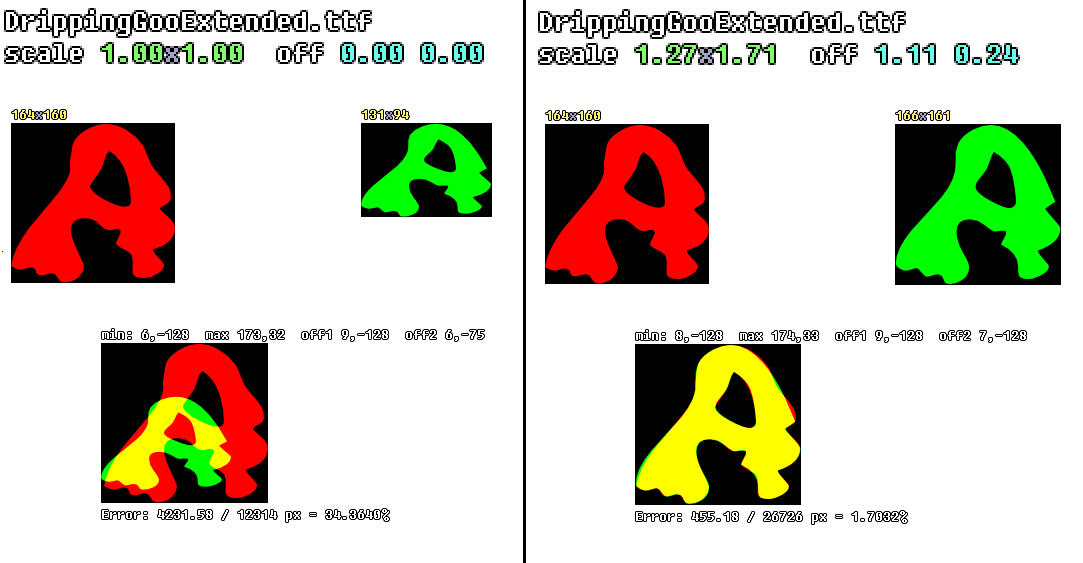 DrippingGooExtended.ttf
scale 1.00x1.00 off 0.00 0.00
164x160
131x94
min: 6,-128 max 173,32 off1 9,-128 off2 6,-75
Error: 4231.58 / 12314 px = 34.3640%
DrippingGooExtended.ttf
scale 1.27x1.71 off 1.11 0.24
164x160
166x161
min: 8,-128 max 174,33 off1 9,-128 off2 7,-128
Error: 455.18 / 26726 px = 1.7032%